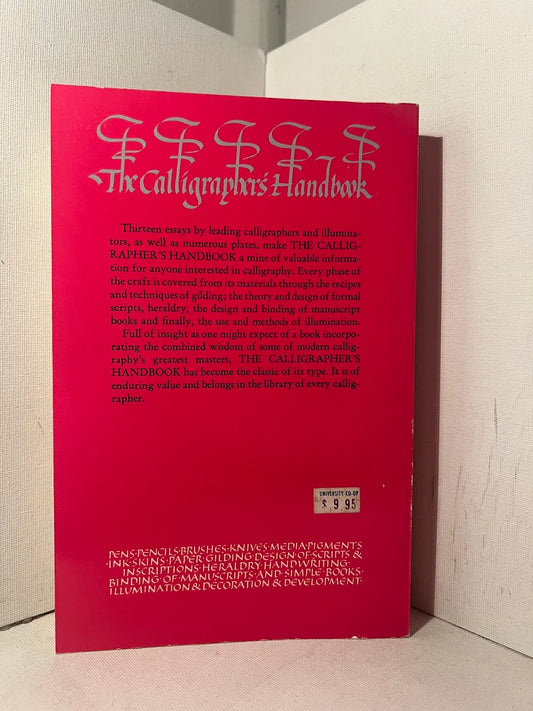 The Calligrapher's Handbook
Thirteen essays by leading calligraphers and illumina-
tors, as well as numerous plates, make THE CALLIG-
RAPHER'S HANDBOOK a mine of valuable informa-
tion for anyone interested in calligraphy. Every phase of
the craft is covered from its materials through the recipes
and techniques of gilding; the theory and design of formal
scripts, heraldry, the design and binding of manuscript
books and finally, the use and methods of illumination.
Full of insight as one might expect of a book incorpo-
rating the combined wisdom of some of modern callig-
raphy's greatest masters, THE CALLIGRAPHER'S
HANDBOOK has become the classic of its type. It is of
enduring value and belongs in the library of every callig-
rapher.
UNIVERSITY CO-OP
$ 9 95
PENS·PENCILS·BRUSHES·KNIVES·MEDIA·PIGMENTS
·INK·SKINS·PAPER·GILDING·DESIGN·OF·SCRIPTS &
INSCRIPTIONS·HERALDRY·HANDWRITING·
BINDING·OF·MANUSCRIPTS·AND·SIMPLE·BOOKS·
ILLUMINATION & DECORATION & DEVELOPMENT·